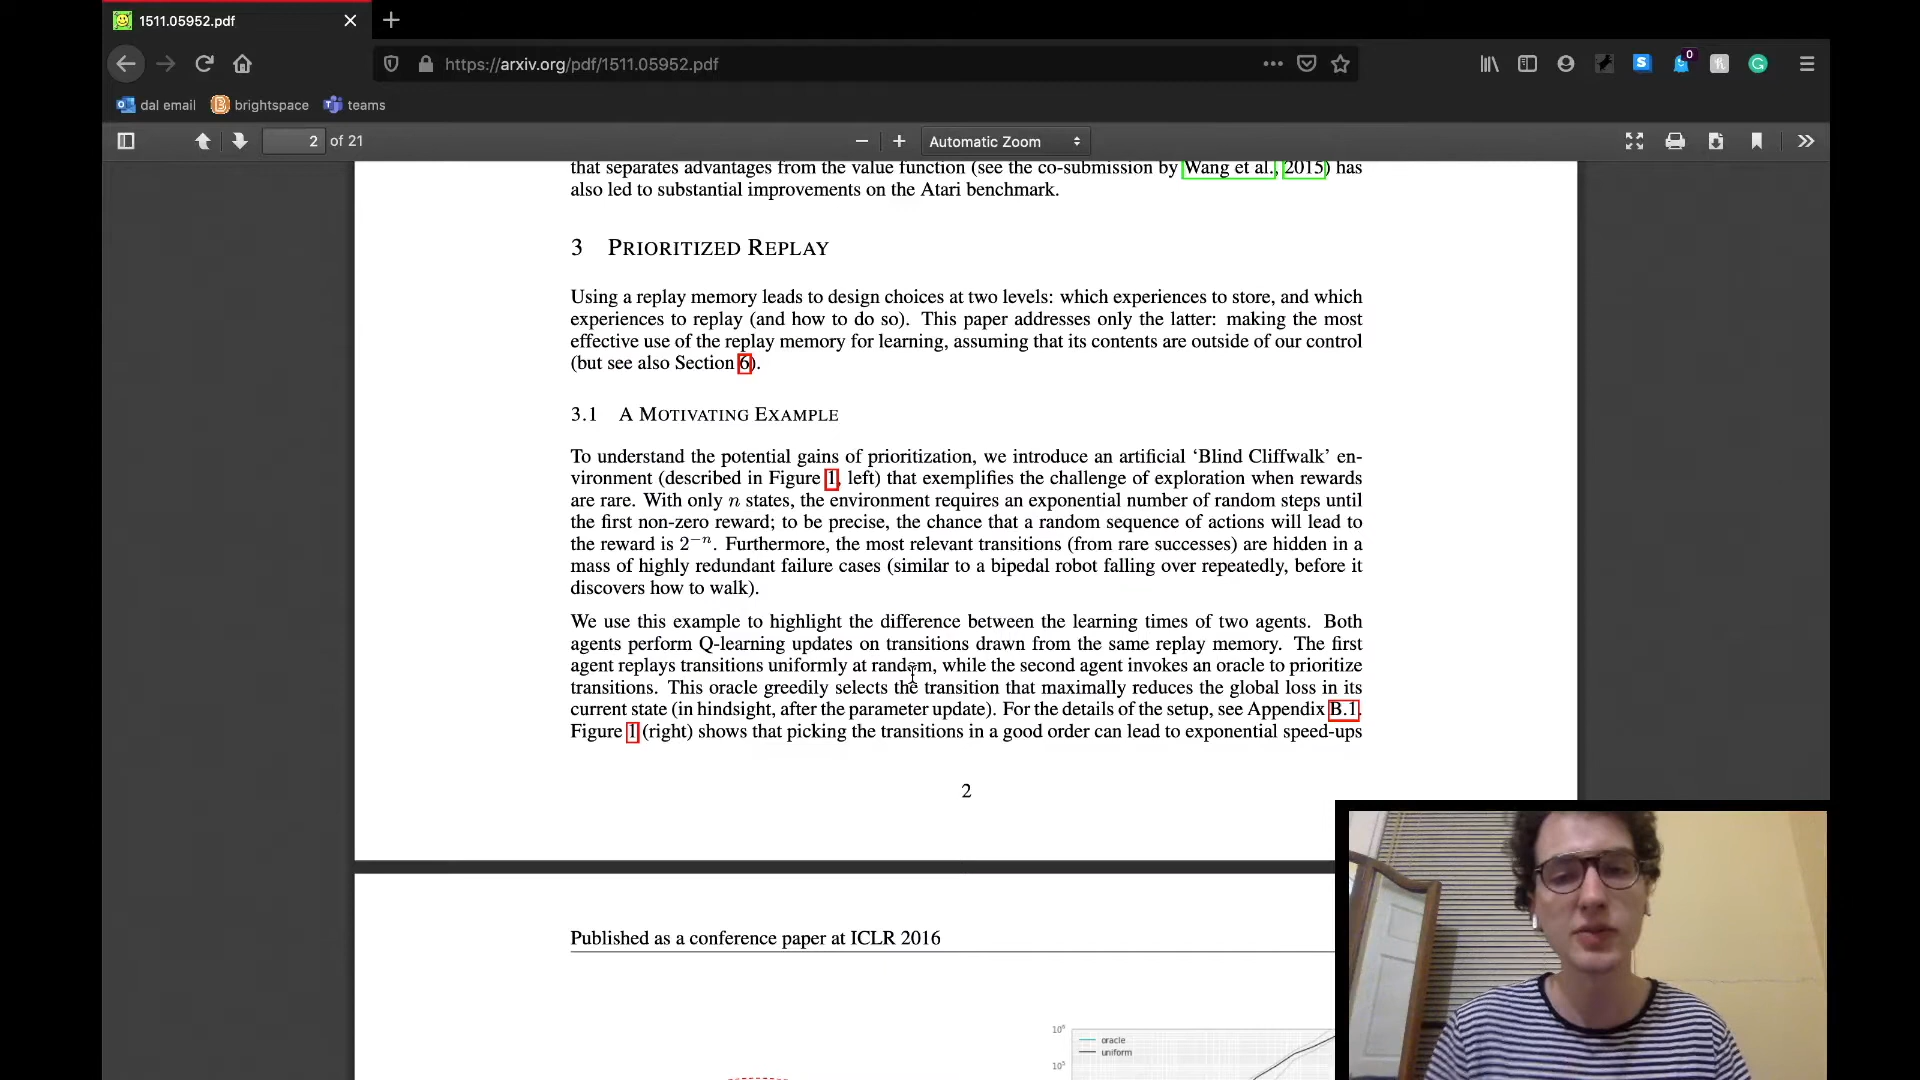 1511.05952.pdf
https://arxiv.org/pdf/1511.05952.pdf
0
dal email brightspace teams
2 of 21 Automatic Zoom
that separates advantages from the value function (see the co-submission by Wang et al., 2015) has
also led to substantial improvements on the Atari benchmark.
3 PRIORITIZED REPLAY
Using a replay memory leads to design choices at two levels: which experiences to store, and which
experiences to replay (and how to do so). This paper addresses only the latter: making the most
effective use of the replay memory for learning, assuming that its contents are outside of our control
(but see also Section 6).
3.1 A MOTIVATING EXAMPLE
To understand the potential gains of prioritization, we introduce an artificial ‘Blind Cliffwalk’ en-
vironment (described in Figure 1, left) that exemplifies the challenge of exploration when rewards
are rare. With only n states, the environment requires an exponential number of random steps until
the first non-zero reward; to be precise, the chance that a random sequence of actions will lead to
the reward is 2⁻ⁿ. Furthermore, the most relevant transitions (from rare successes) are hidden in a
mass of highly redundant failure cases (similar to a bipedal robot falling over repeatedly, before it
discovers how to walk).
We use this example to highlight the difference between the learning times of two agents. Both
agents perform Q-learning updates on transitions drawn from the same replay memory. The first
agent replays transitions uniformly at random, while the second agent invokes an oracle to prioritize
transitions. This oracle greedily selects the transition that maximally reduces the global loss in its
current state (in hindsight, after the parameter update). For the details of the setup, see Appendix B.1.
Figure 1 (right) shows that picking the transitions in a good order can lead to exponential speed-ups
2
Published as a conference paper at ICLR 2016
10⁶
oracle
uniform
10⁵